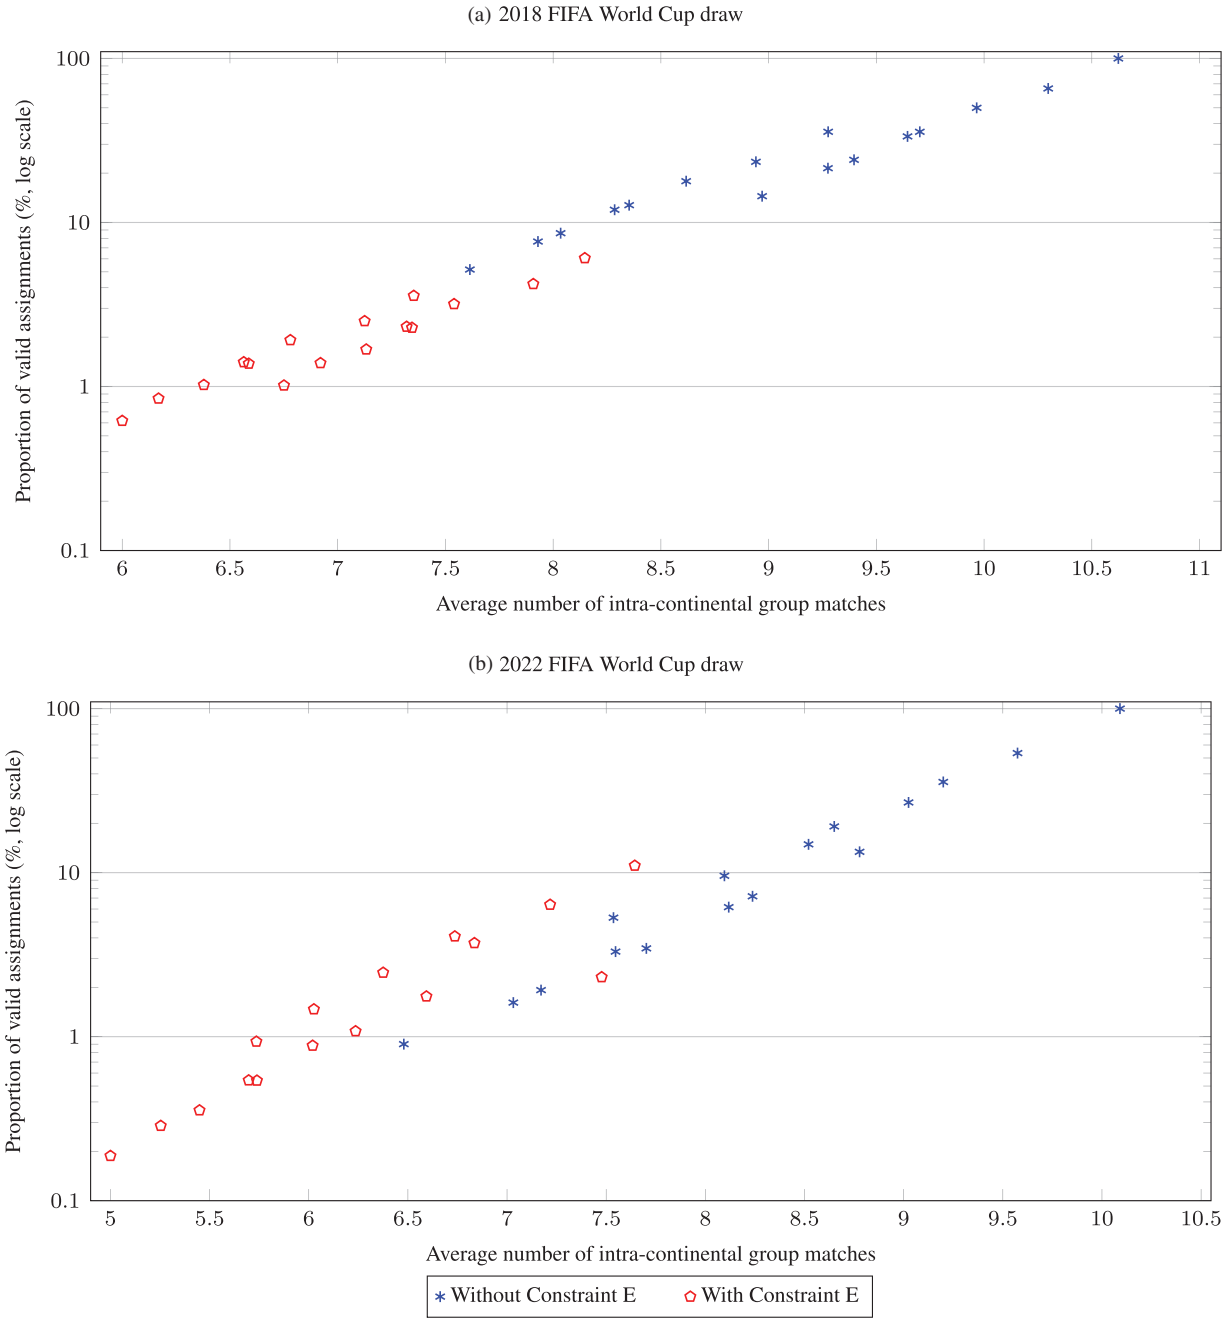 (a) 2018 FIFA World Cup draw
Proportion of valid assignments (%, log scale)
100
10
1
0.1
6 6.5 7 7.5 8 8.5 9 9.5 10 10.5 11
Average number of intra-continental group matches
(b) 2022 FIFA World Cup draw
Proportion of valid assignments (%, log scale)
100
10
1
0.1
5 5.5 6 6.5 7 7.5 8 8.5 9 9.5 10 10.5
Average number of intra-continental group matches
Without Constraint E With Constraint E